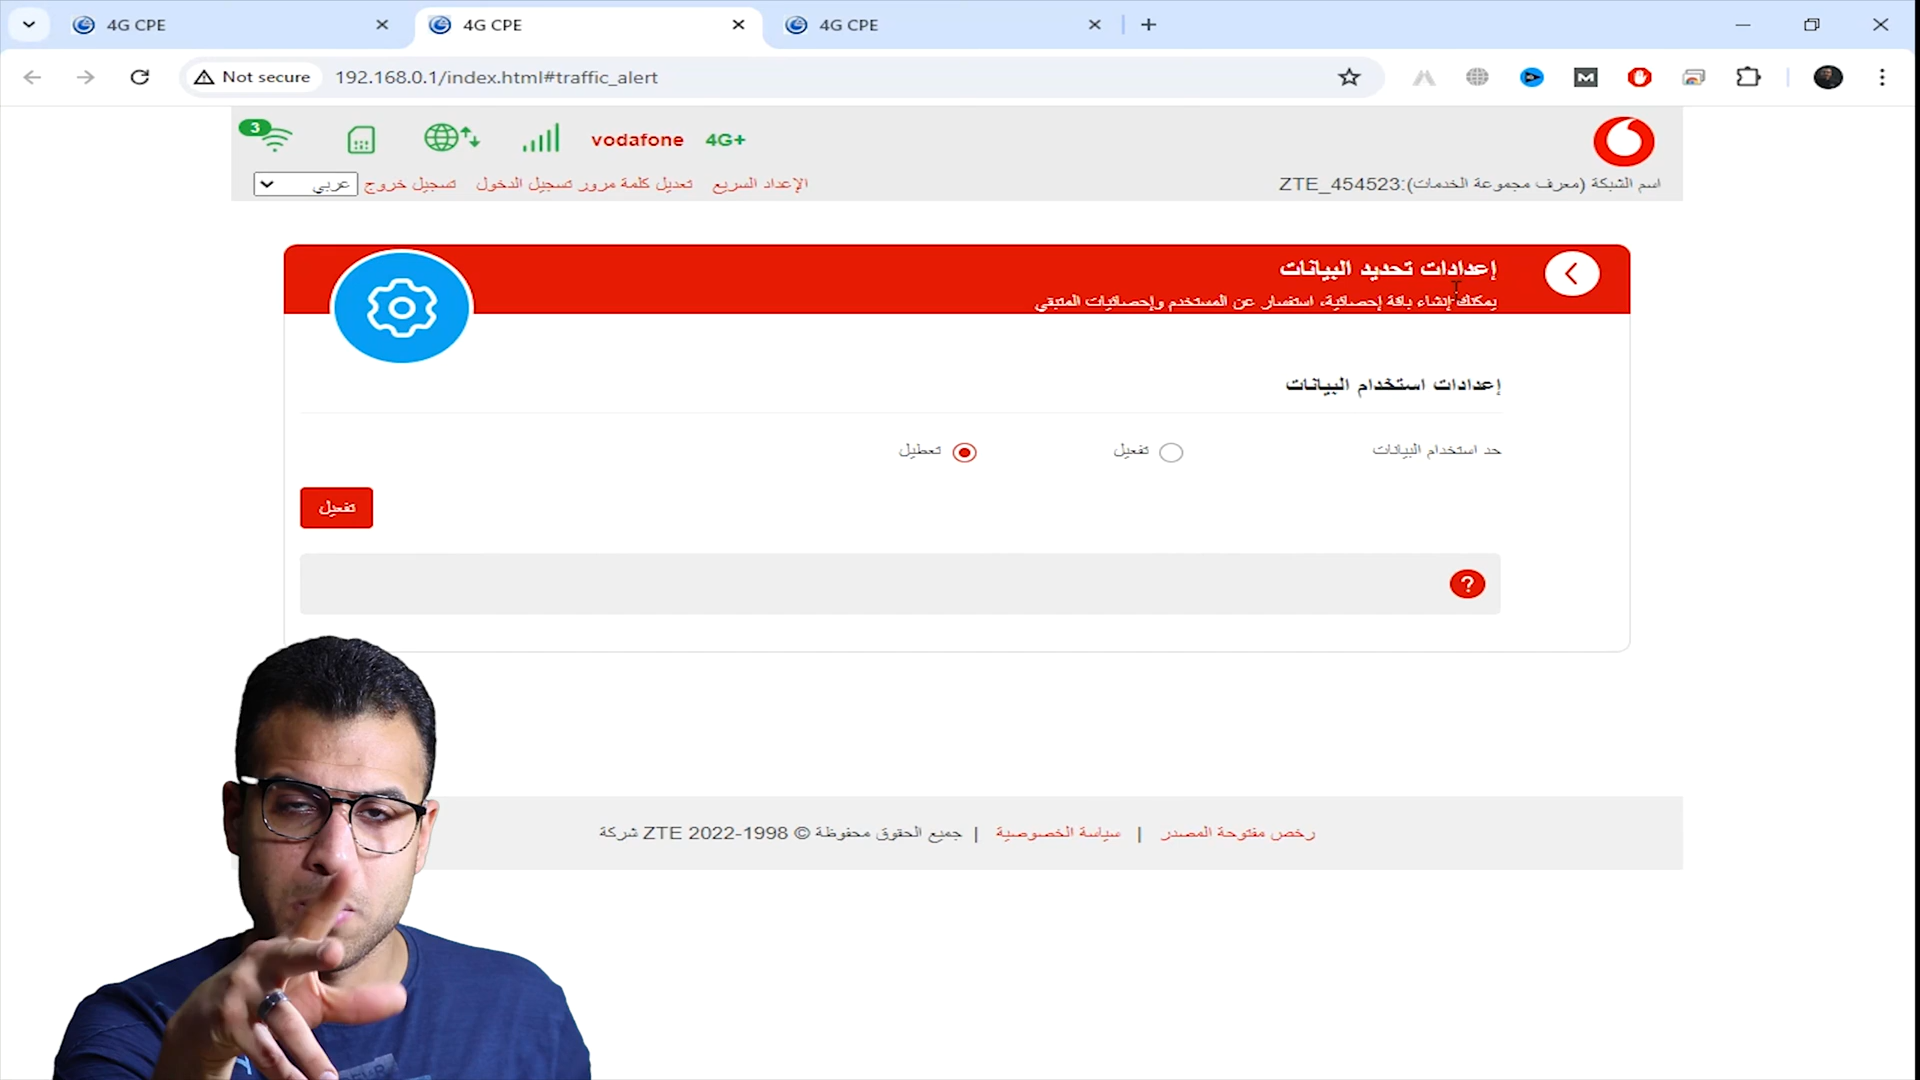 4G CPE
4G CPE
4G CPE
Not secure
192.168.0.1/index.html#traffic_alert
3
vodafone
4G+
عربي
تسجيل خروج
تعديل كلمة مرور تسجيل الدخول
الإعداد السريع
اسم الشبكة (معرف مجموعة الخدمات):ZTE_454523
إعدادات تحديد البيانات
يمكنك إنشاء باقة إحصائية، استفسار عن المستخدم وإحصائيات المتبقي
إعدادات استخدام البيانات
حد استخدام البيانات
تفعيل
تعطيل
تفعيل
?
رخص مفتوحة المصدر | سياسة الخصوصية | جميع الحقوق محفوظة © 1998-2022 ZTE شركة